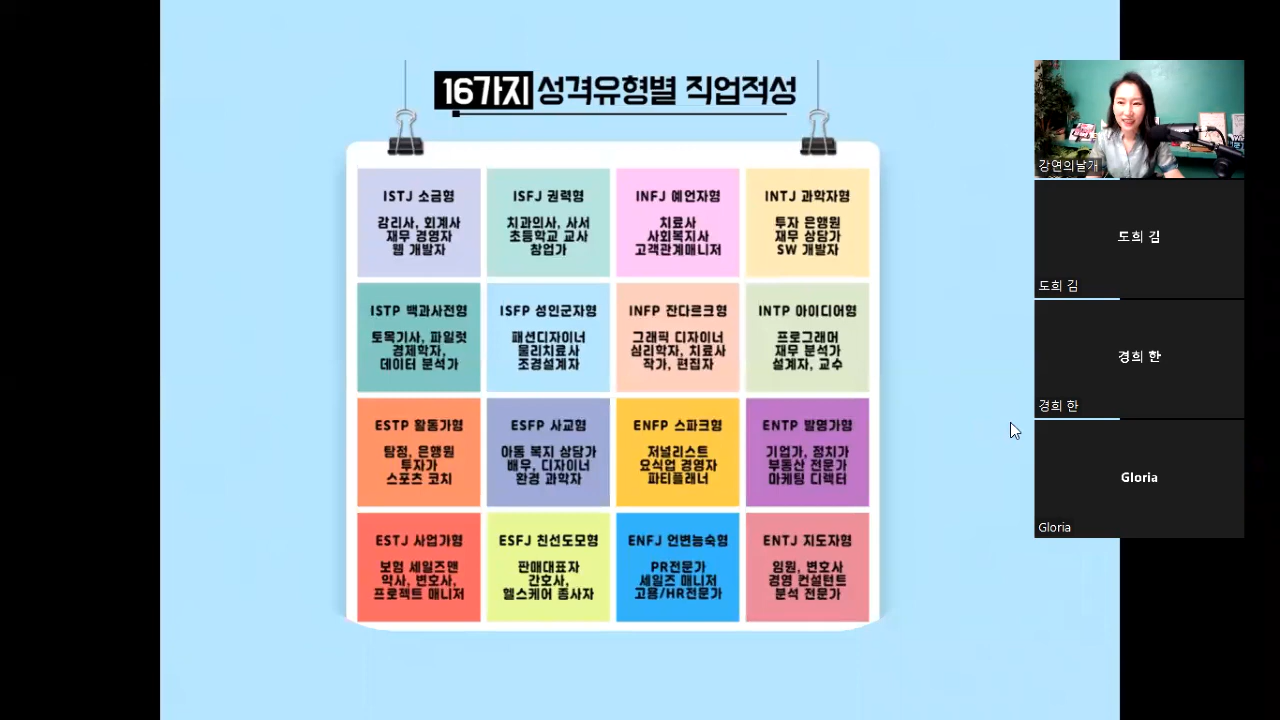 16가지 성격유형별 직업적성
ISTJ 소금형
감리사, 회계사
재무 경영자
웹 개발자
ISFJ 권력형
치과의사, 사서
초등학교 교사
창업가
INFJ 예언자형
치료사
사회복지사
고객관계매니저
INTJ 과학자형
투자 은행원
재무 상담가
SW 개발자
ISTP 백과사전형
토목기사, 파일럿
경제학자,
데이터 분석가
ISFP 성인군자형
패션디자이너
물리치료사
조경설계자
INFP 잔다르크형
그래픽 디자이너
심리학자, 치료사
작가, 편집자
INTP 아이디어형
프로그래머
재무 분석가
설계자, 교수
ESTP 활동가형
탐정, 은행원
투자가
스포츠 코치
ESFP 사교형
아동 복지 상담가
배우, 디자이너
환경 과학자
ENFP 스파크형
저널리스트
요식업 경영자
파티플래너
ENTP 발명가형
기업가, 정치가
부동산 전문가
마케팅 디렉터
ESTJ 사업가형
보험 세일즈맨
약사, 변호사,
프로젝트 매니저
ESFJ 친선도모형
판매대표자
간호사,
헬스케어 종사자
ENFJ 언변능숙형
PR전문가
세일즈 매니저
고용/HR전문가
ENTJ 지도자형
임원, 변호사
경영 컨설턴트
분석 전문가
강연의날개
도희 김
도희 김
경희 한
경희 한
Gloria
Gloria